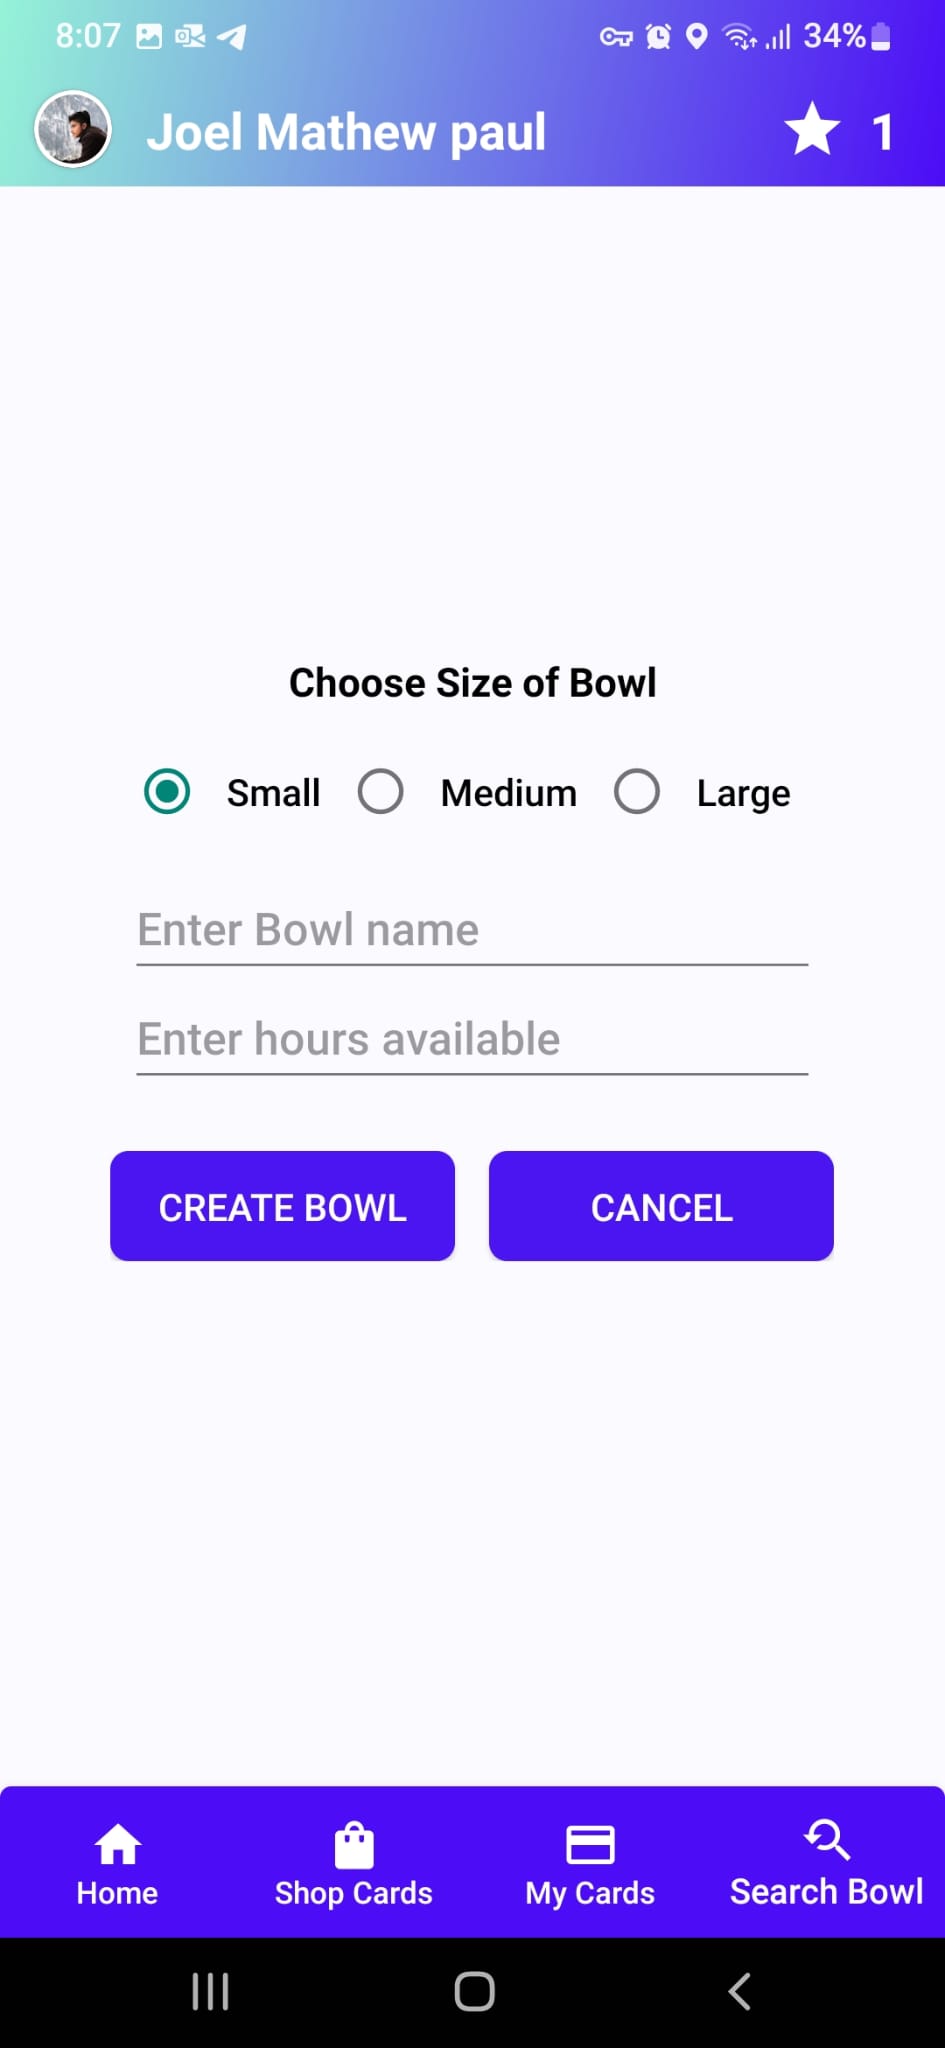 8:07 34%
Joel Mathew paul 1
Choose Size of Bowl
Small Medium Large
Enter Bowl name
Enter hours available
CREATE BOWL CANCEL
Home Shop Cards My Cards Search Bowl